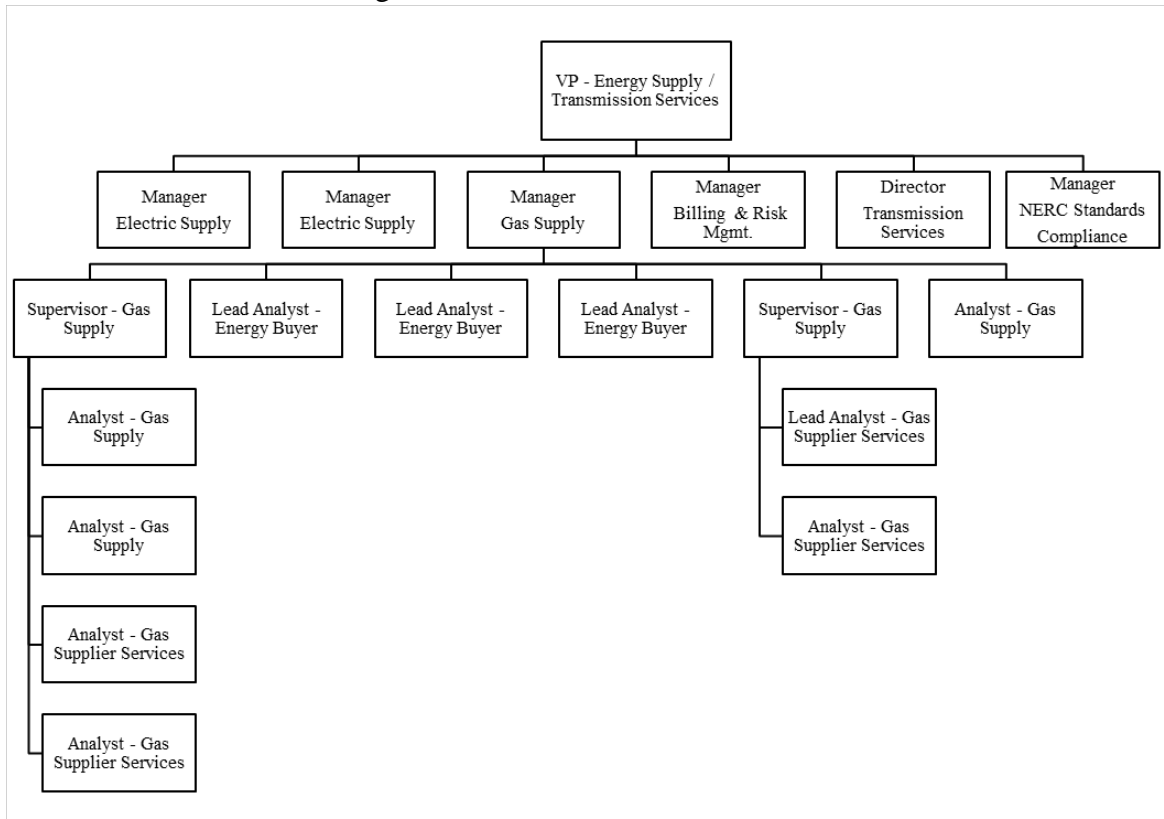 VP - Energy Supply /
Transmission Services
Manager
Electric Supply
Manager
Electric Supply
Manager
Gas Supply
Manager
Billing & Risk
Mgmt.
Director
Transmission
Services
Manager
NERC Standards
Compliance
Supervisor - Gas
Supply
Lead Analyst -
Energy Buyer
Lead Analyst -
Energy Buyer
Lead Analyst -
Energy Buyer
Supervisor - Gas
Supply
Analyst - Gas
Supply
Analyst - Gas
Supply
Analyst - Gas
Supply
Analyst - Gas
Supplier Services
Analyst - Gas
Supplier Services
Lead Analyst - Gas
Supplier Services
Analyst - Gas
Supplier Services